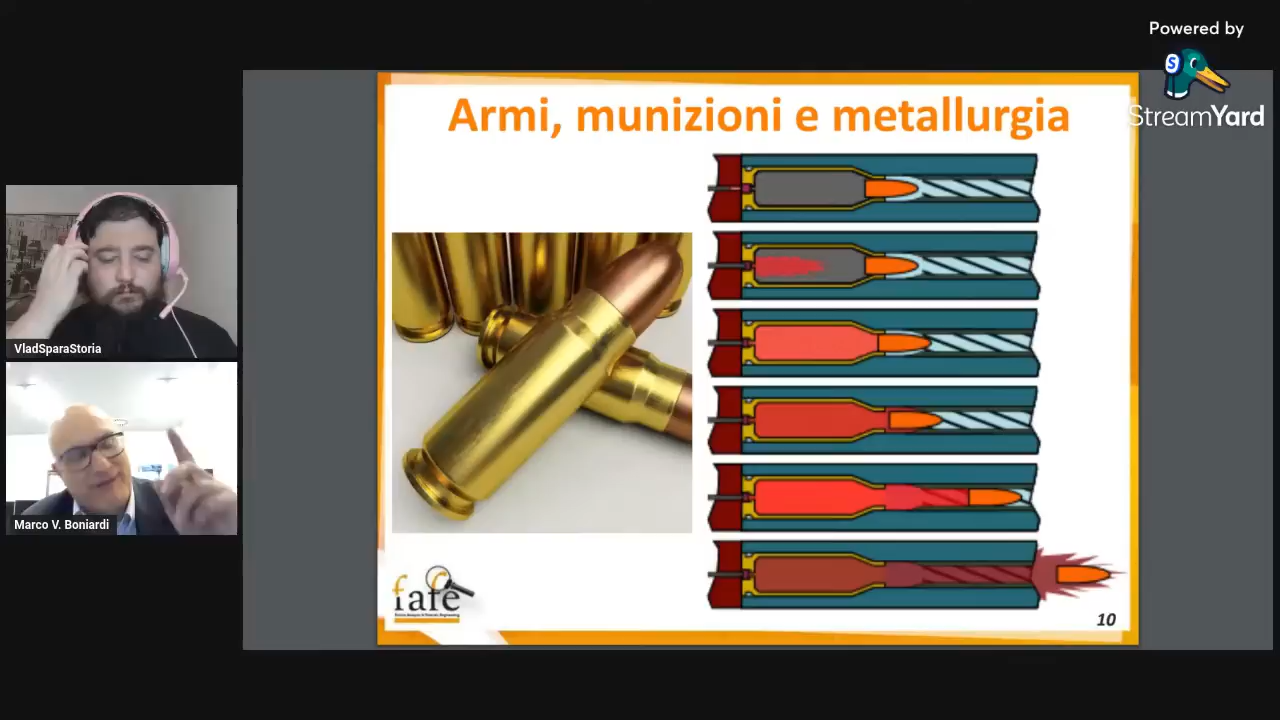 Powered by
StreamYard
Armi, munizioni e metallurgia
VladSparaStoria
Marco V. Boniardi
fafe
10